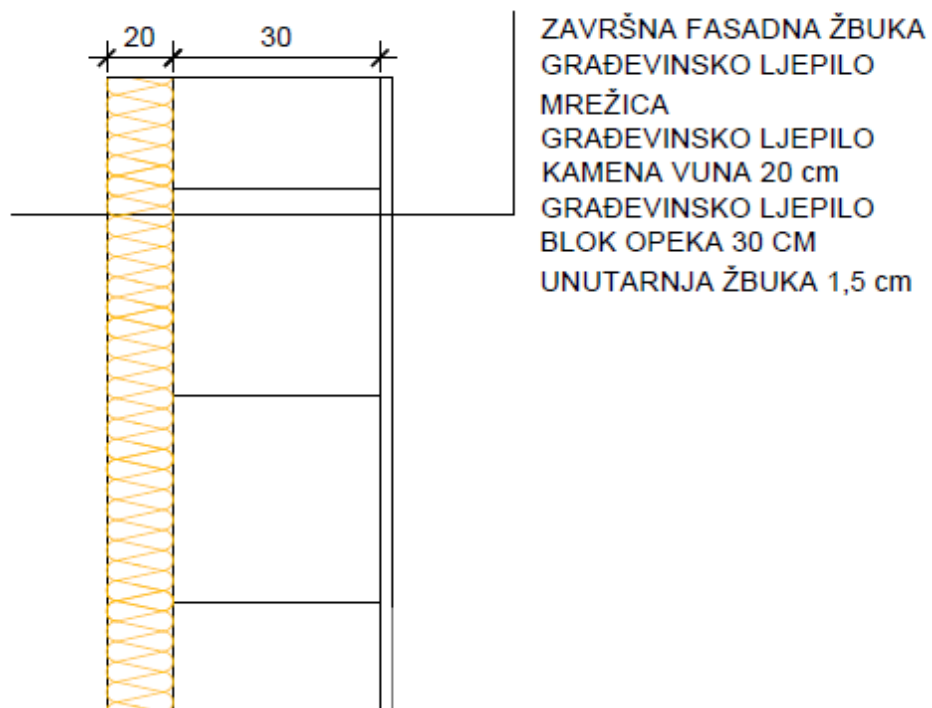 20
30
ZAVRŠNA FASADNA ŽBUKA
GRAĐEVINSKO LJEPILO
MREŽICA
GRAĐEVINSKO LJEPILO
KAMENA VUNA 20 cm
GRAĐEVINSKO LJEPILO
BLOK OPEKA 30 CM
UNUTARNJA ŽBUKA 1,5 cm